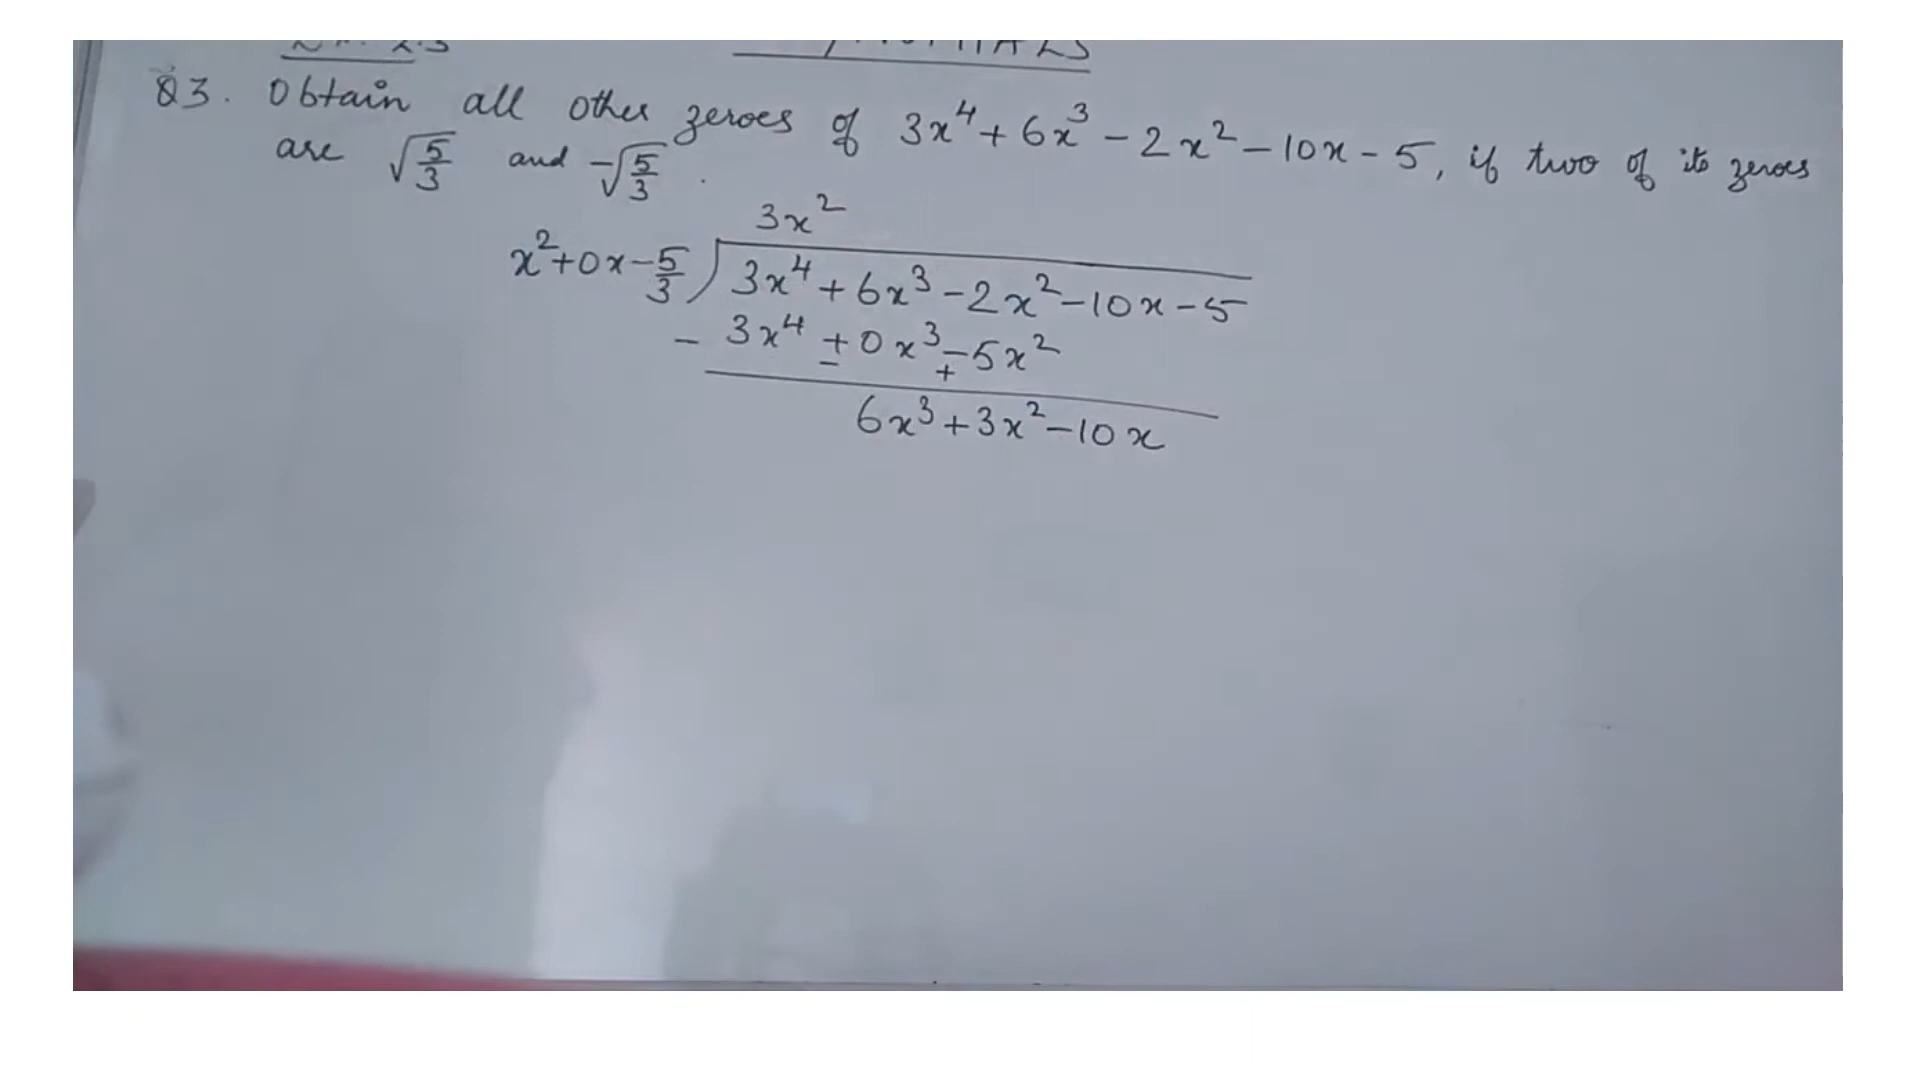 Q3. Obtain all other zeroes of 3x⁴ + 6x³ - 2x² - 10x - 5, if two of its zeroes
are √5/3 and -√5/3.
3x²
x² + 0x - 5/3 ) 3x⁴ + 6x³ - 2x² - 10x - 5
- 3x⁴ + 0x³ - 5x²
- +
6x³ + 3x² - 10x